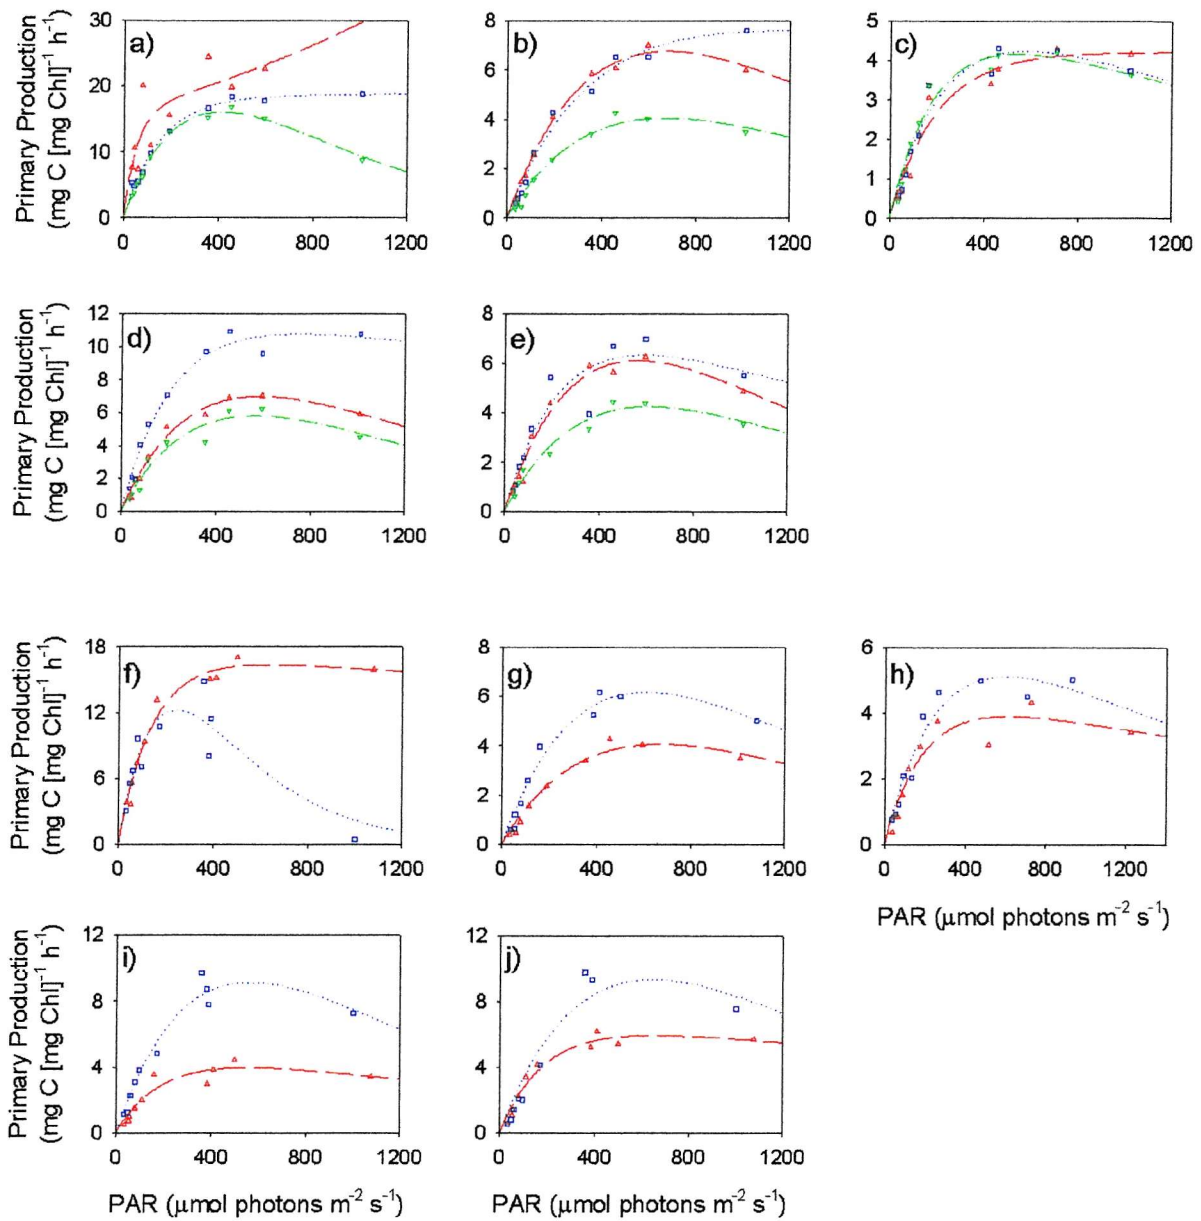 Primary Production
(mg C [mg Chl]⁻¹ h⁻¹)
a)
30
20
10
0
0 400 800 1200
b)
8
6
4
2
0
0 400 800 1200
c)
5
4
3
2
1
0
0 400 800 1200
Primary Production
(mg C [mg Chl]⁻¹ h⁻¹)
d)
12
10
8
6
4
2
0
0 400 800 1200
e)
8
6
4
2
0
0 400 800 1200
Primary Production
(mg C [mg Chl]⁻¹ h⁻¹)
f)
18
12
6
0
0 400 800 1200
g)
8
6
4
2
0
0 400 800 1200
h)
6
4
2
0
0 400 800 1200
PAR (μmol photons m⁻² s⁻¹)
Primary Production
(mg C [mg Chl]⁻¹ h⁻¹)
i)
12
8
4
0
0 400 800 1200
PAR (μmol photons m⁻² s⁻¹)
j)
12
8
4
0
0 400 800 1200
PAR (μmol photons m⁻² s⁻¹)